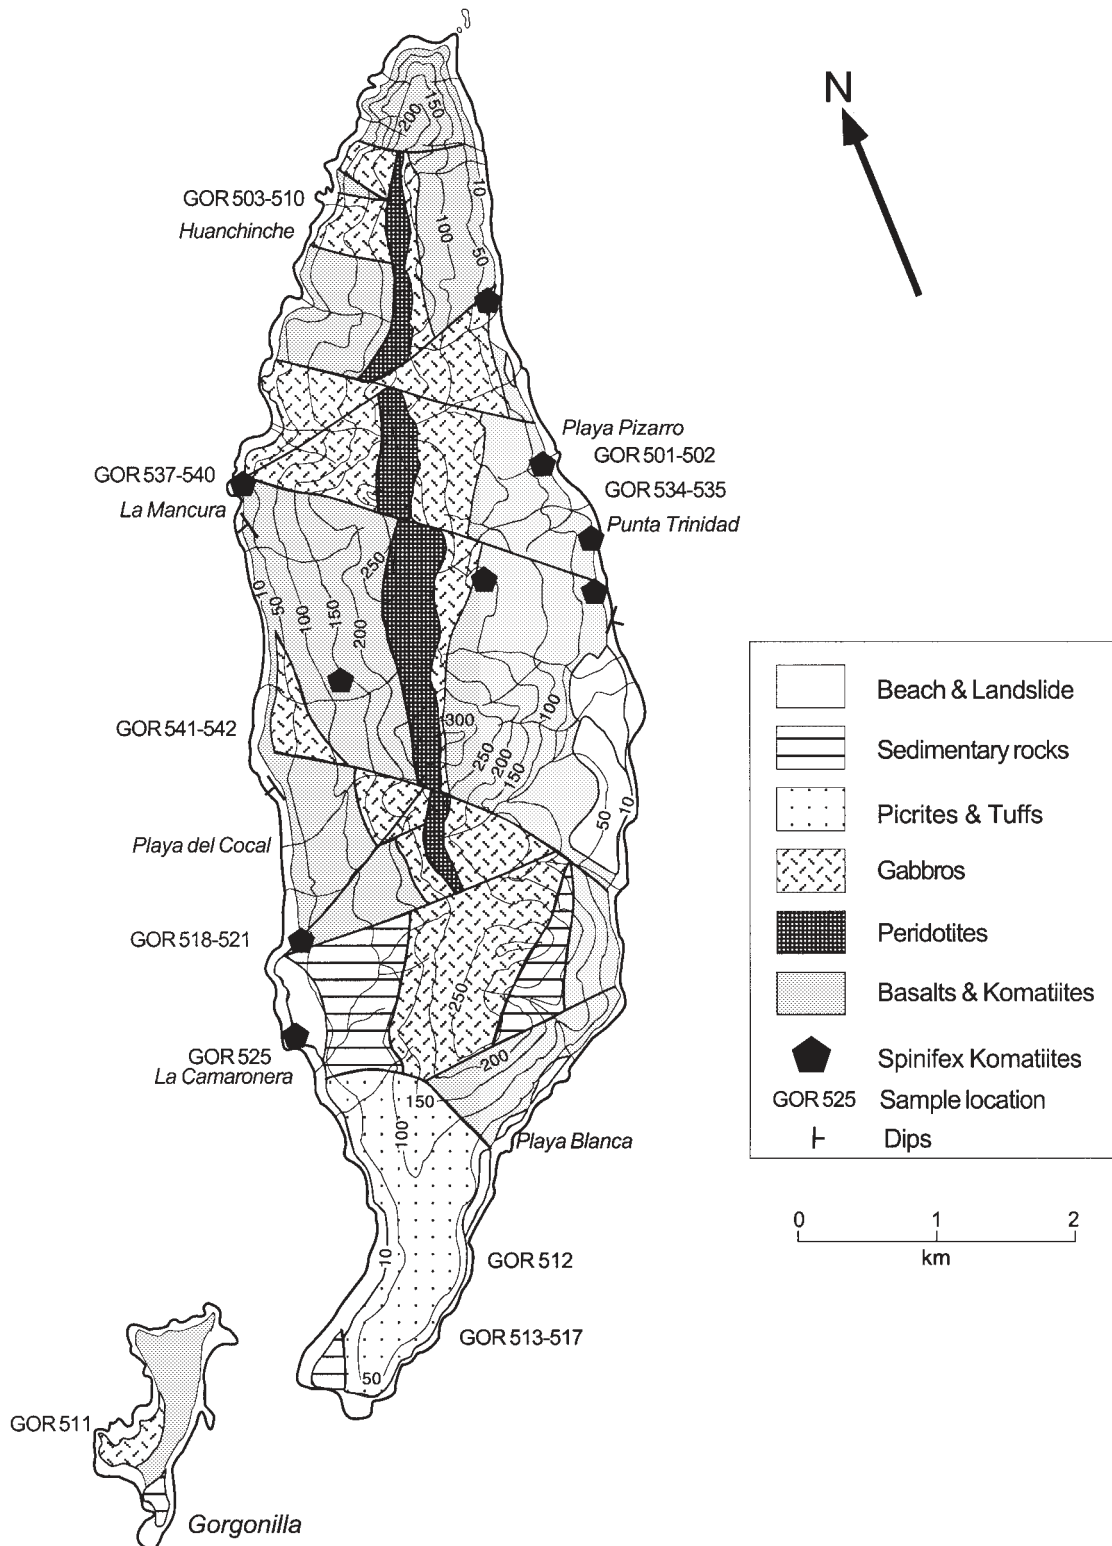 N
200
150
10
100
50
GOR 503-510
Huanchinche
Playa Pizarro
GOR 501-502
GOR 534-535
Punta Trinidad
GOR 537-540
La Mancura
250
10
50
100
150
200
300
100
250
200
150
50
10
GOR 541-542
Playa del Cocal
GOR 518-521
250
GOR 525
La Camaronera
200
150
100
Playa Blanca
10
GOR 512
GOR 513-517
50
GOR 511
Gorgonilla
Beach & Landslide
Sedimentary rocks
Picrites & Tuffs
Gabbros
Peridotites
Basalts & Komatiites
Spinifex Komatiites
GOR 525 Sample location
Dips
0 1 2
km